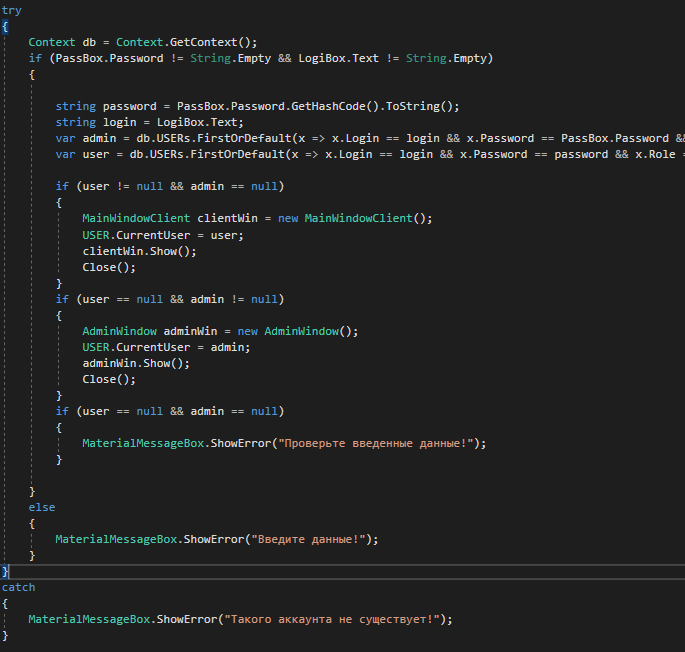 try
{
Context db = Context.GetContext();
if (PassBox.Password != String.Empty && LogiBox.Text != String.Empty)
{
string password = PassBox.Password.GetHashCode().ToString();
string login = LogiBox.Text;
var admin = db.USERs.FirstOrDefault(x => x.Login == login && x.Password == PassBox.Password &&
var user = db.USERs.FirstOrDefault(x => x.Login == login && x.Password == password && x.Role =
if (user != null && admin == null)
{
MainWindowClient clientWin = new MainWindowClient();
USER.CurrentUser = user;
clientWin.Show();
Close();
}
if (user == null && admin != null)
{
AdminWindow adminWin = new AdminWindow();
USER.CurrentUser = admin;
adminWin.Show();
Close();
}
if (user == null && admin == null)
{
MaterialMessageBox.ShowError("Проверьте введенные данные!");
}
}
else
{
MaterialMessageBox.ShowError("Введите данные!");
}
}
catch
{
MaterialMessageBox.ShowError("Такого аккаунта не существует!");
}